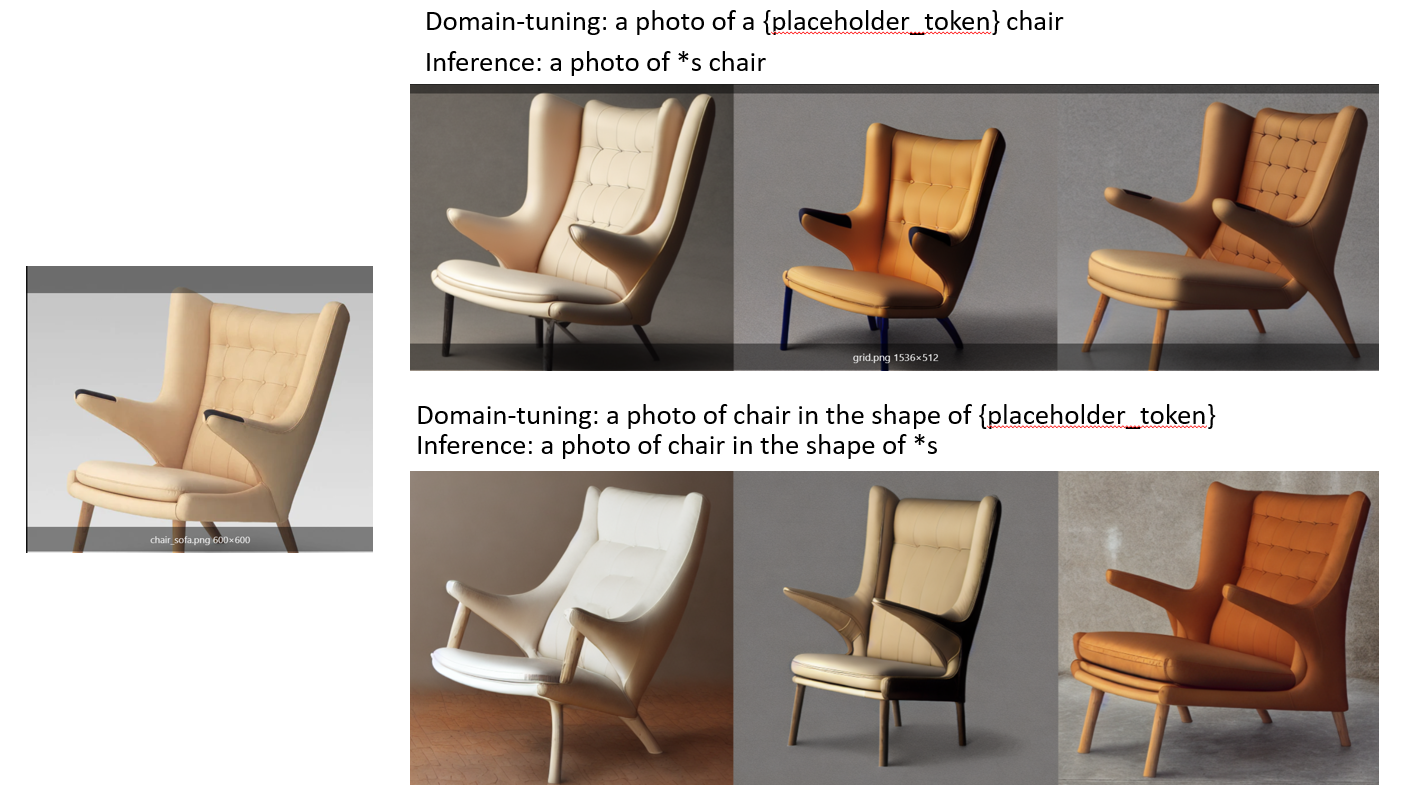 Domain-tuning: a photo of a {placeholder_token} chair
Inference: a photo of *s chair
grid.png 1536×512
chair_sofa.png 600×600
Domain-tuning: a photo of chair in the shape of {placeholder_token}
Inference: a photo of chair in the shape of *s